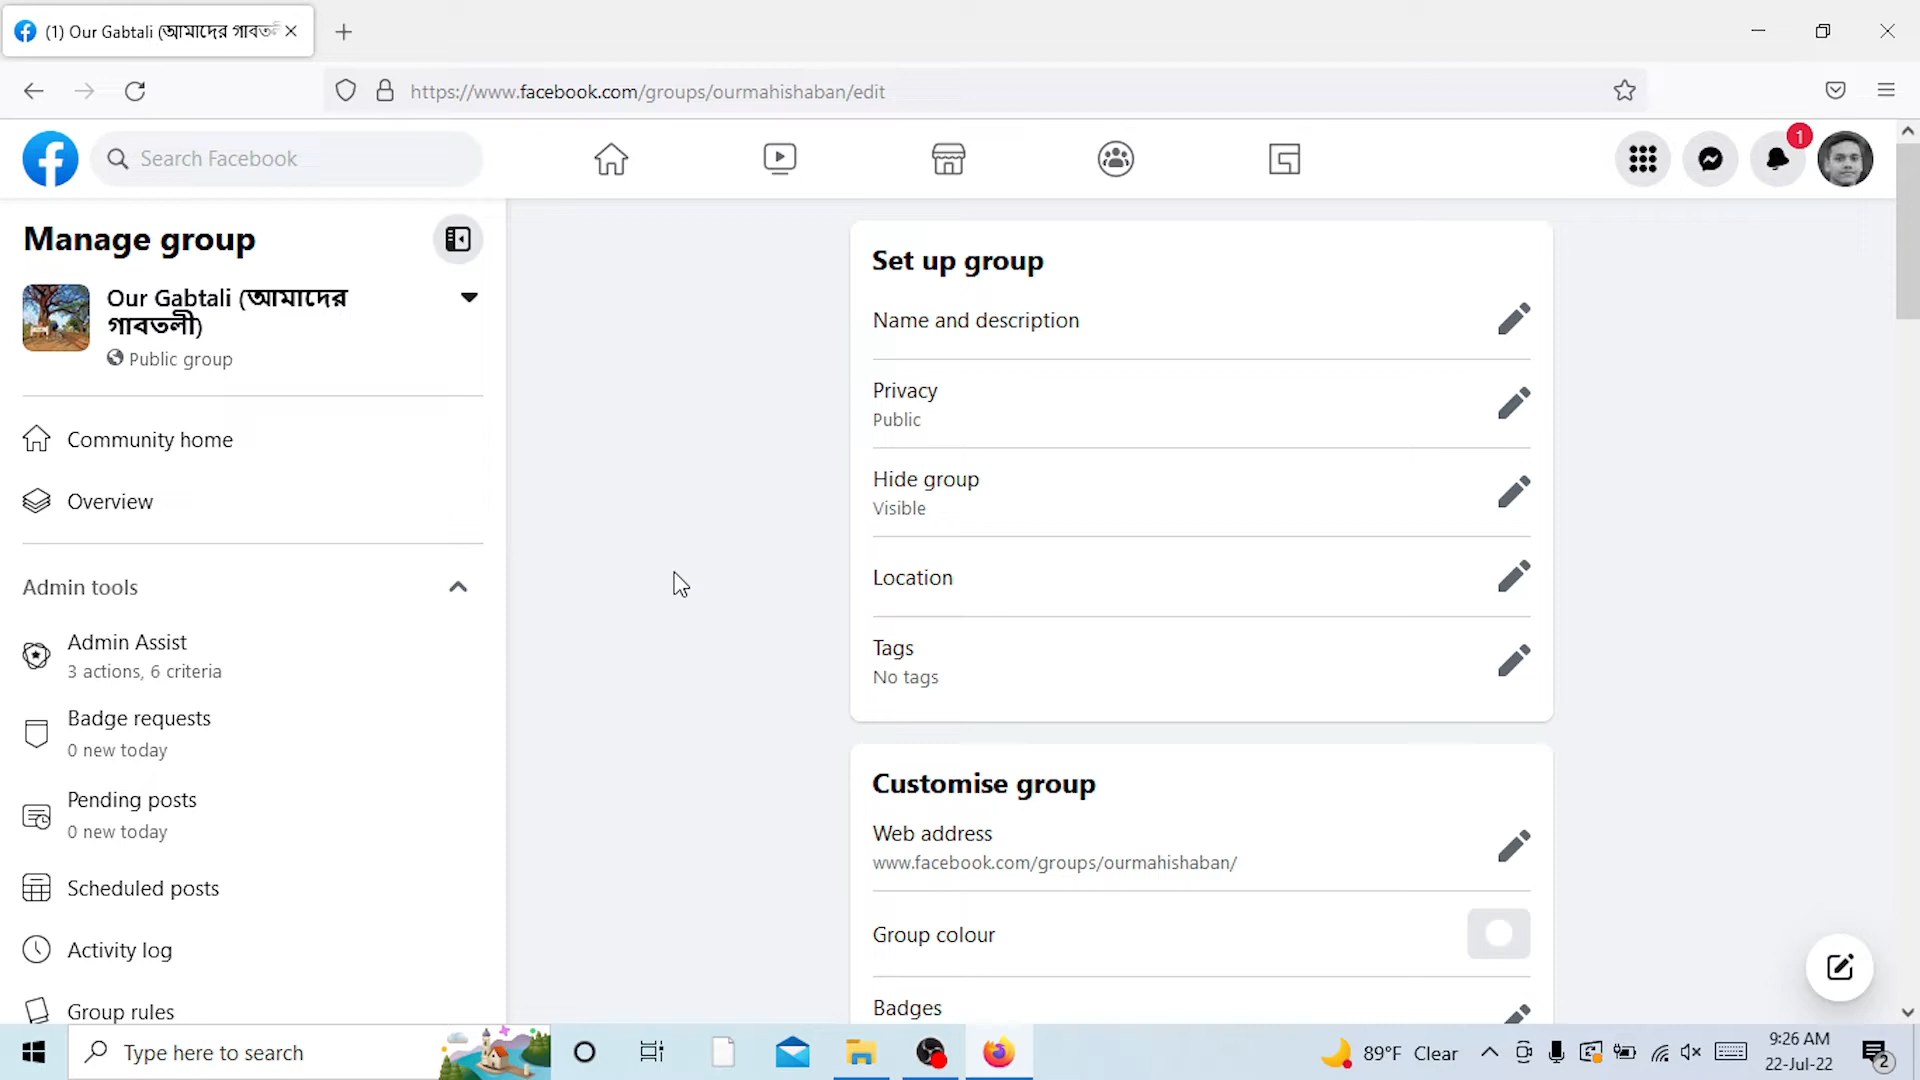 (1) Our Gabtali (আমাদের গাবতলী
https://www.facebook.com/groups/ourmahishaban/edit
Search Facebook
1
Manage group
Our Gabtali (আমাদের
গাবতলী)
Public group
Community home
Overview
Admin tools
Admin Assist
3 actions, 6 criteria
Badge requests
0 new today
Pending posts
0 new today
Scheduled posts
Activity log
Group rules
Set up group
Name and description
Privacy
Public
Hide group
Visible
Location
Tags
No tags
Customise group
Web address
www.facebook.com/groups/ourmahishaban/
Group colour
Badges
Type here to search
89°F Clear
9:26 AM
22-Jul-22
2